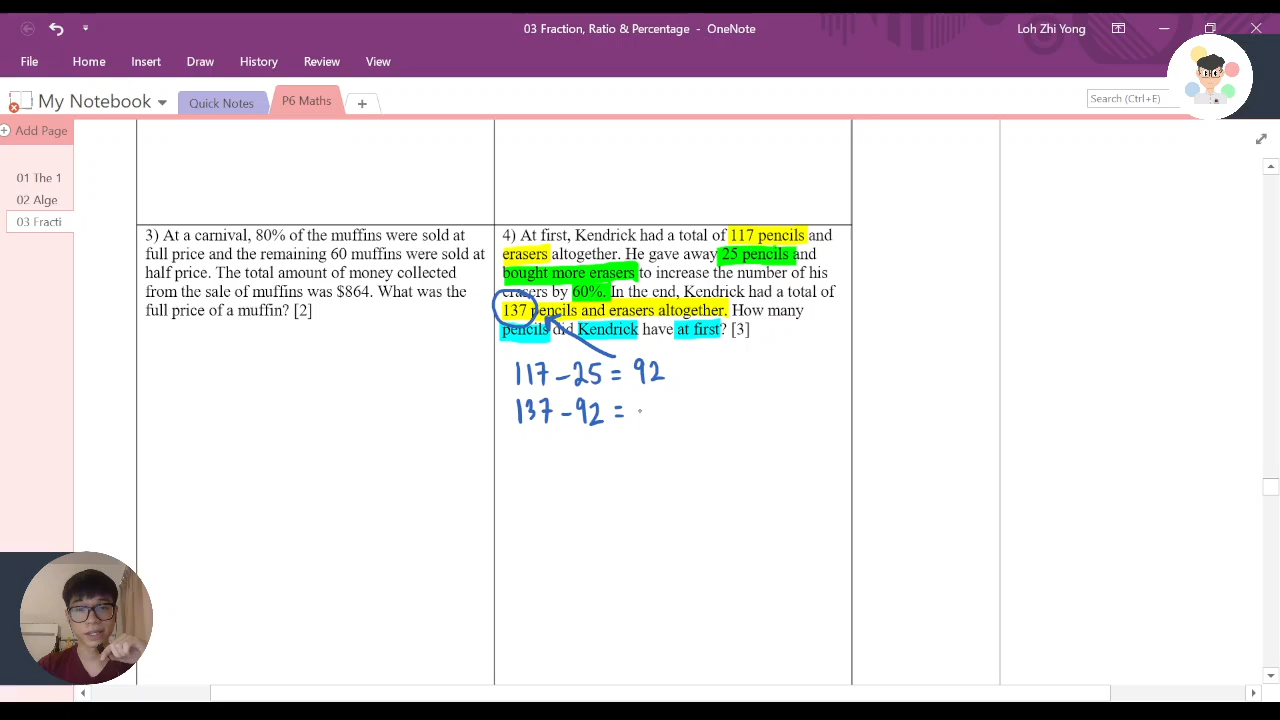 03 Fraction, Ratio & Percentage - OneNote
Loh Zhi Yong
File Home Insert Draw History Review View
My Notebook
Quick Notes
P6 Maths
Search (Ctrl+E)
Add Page
01 The 1
02 Alge
03 Fracti
3) At a carnival, 80% of the muffins were sold at
full price and the remaining 60 muffins were sold at
half price. The total amount of money collected
from the sale of muffins was $864. What was the
full price of a muffin? [2]
4) At first, Kendrick had a total of 117 pencils and
erasers altogether. He gave away 25 pencils and
bought more erasers to increase the number of his
erasers by 60%. In the end, Kendrick had a total of
137 pencils and erasers altogether. How many
pencils did Kendrick have at first? [3]
117 - 25 = 92
137 - 92 =